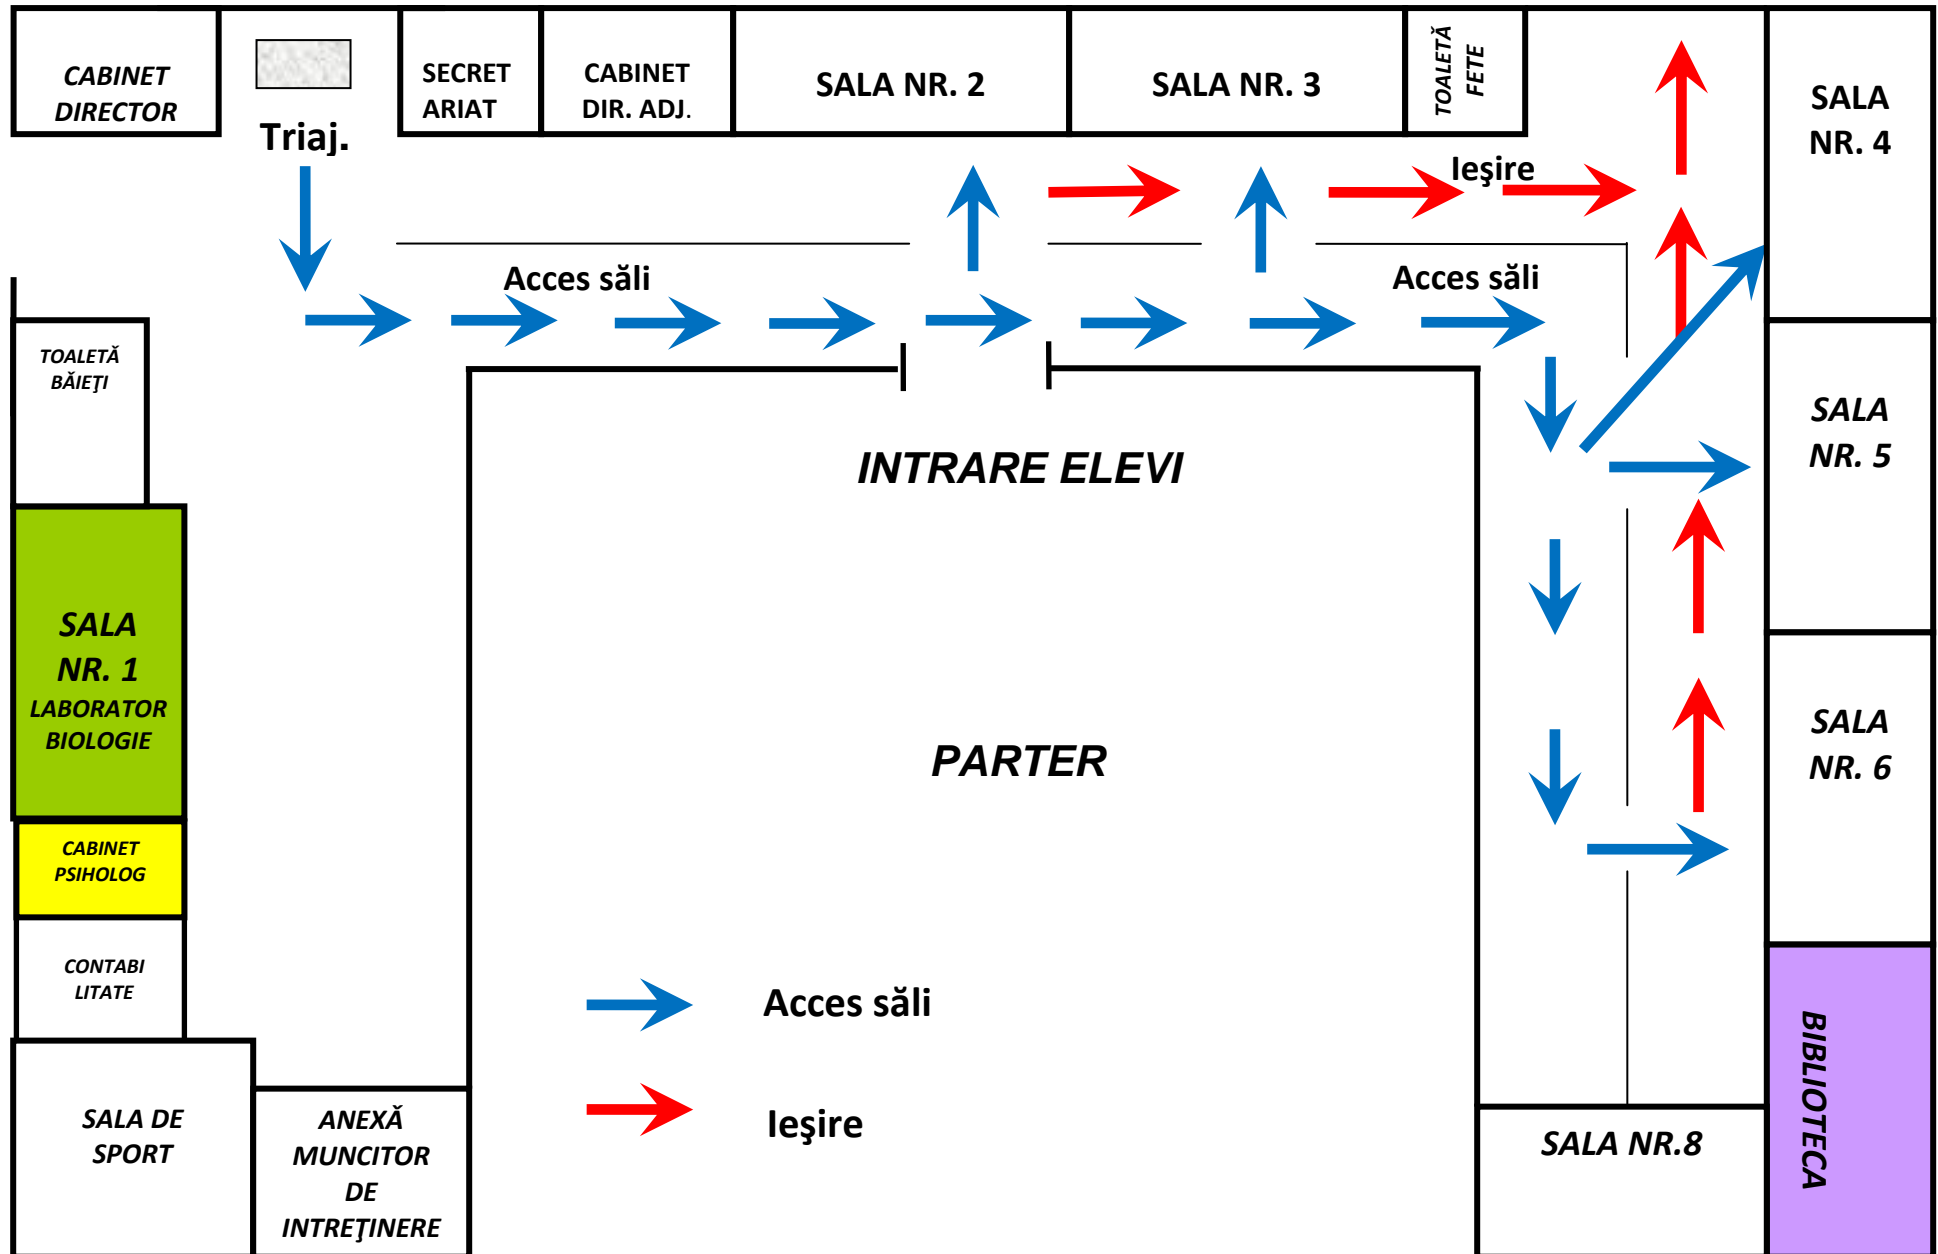 CABINET
DIRECTOR
Triaj.
SECRET
ARIAT
CABINET
DIR. ADJ.
SALA NR. 2
SALA NR. 3
TOALETĂ
FETE
SALA
NR. 4
Ieşire
Acces săli
Acces săli
TOALETĂ
BĂIEŢI
INTRARE ELEVI
SALA
NR. 5
SALA
NR. 1
LABORATOR
BIOLOGIE
PARTER
SALA
NR. 6
CABINET
PSIHOLOG
CONTABI
LITATE
Acces săli
Ieşire
SALA DE
SPORT
ANEXĂ
MUNCITOR
DE
INTREŢINERE
SALA NR.8
BIBLIOTECA